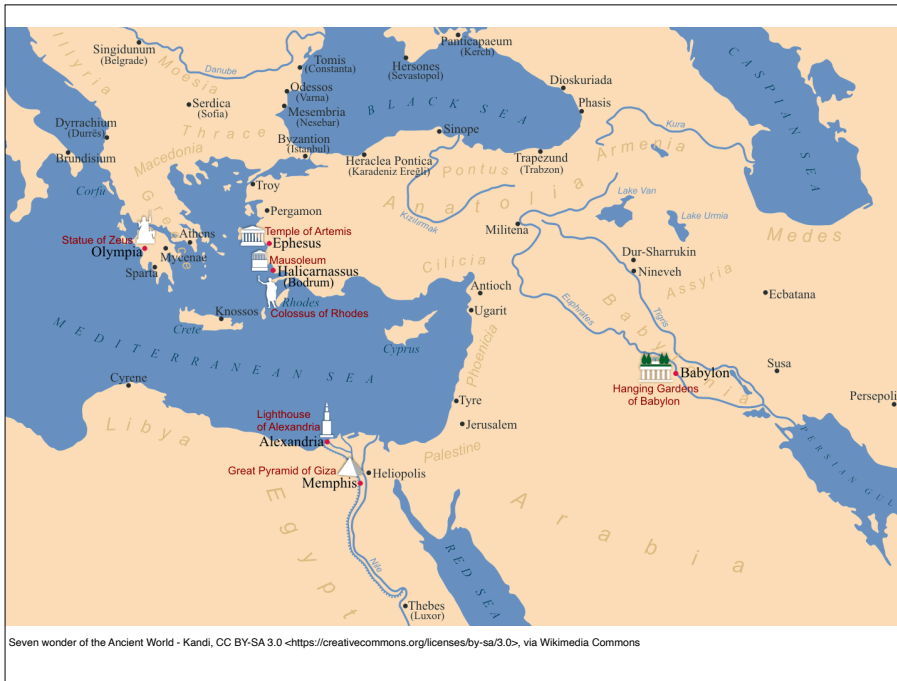 Singidunum
(Belgrade)
Illyria
Moesia
Danube
Tomis
(Constanta)
Panticapaeum
(Kerch)
Hersones
(Sevastopol)
CASPIAN SEA
Odessos
(Varna)
Dioskuriada
Serdica
(Sofia)
Mesembria
(Nesebar)
BLACK SEA
Phasis
Dyrrachium
(Durrës)
Thrace
Byzantion
(İstanbul)
Sinope
Kura
Brundisium
Macedonia
Heraclea Pontica
(Karadeniz Ereğli)
Pontus
Trapezund
(Trabzon)
Armenia
Corfu
Troy
Anatolia
Lake Van
Greece
Pergamon
Kizilirmak
Militena
Lake Urmia
Medes
Statue of Zeus
Athens
Temple of Artemis
Olympia
Mycenae
Ephesus
Dur-Sharrukin
Sparta
Mausoleum
Cilicia
Nineveh
Assyria
Halicarnassus
(Bodrum)
Antioch
Ecbatana
Rhodes
Euphrates
Babylonia
Tigris
Knossos
Colossus of Rhodes
Ugarit
Crete
MEDITERRANEAN SEA
Cyprus
Phoenicia
Cyrene
Babylon
Susa
Hanging Gardens
of Babylon
Persepoli
Libya
Lighthouse
of Alexandria
Tyre
Alexandria
Jerusalem
PERSIAN GUL
Palestine
Great Pyramid of Giza
Heliopolis
Memphis
Egypt
Arabia
Nile
RED SEA
Thebes
(Luxor)
Seven wonder of the Ancient World - Kandi, CC BY-SA 3.0 <https://creativecommons.org/licenses/by-sa/3.0>, via Wikimedia Commons